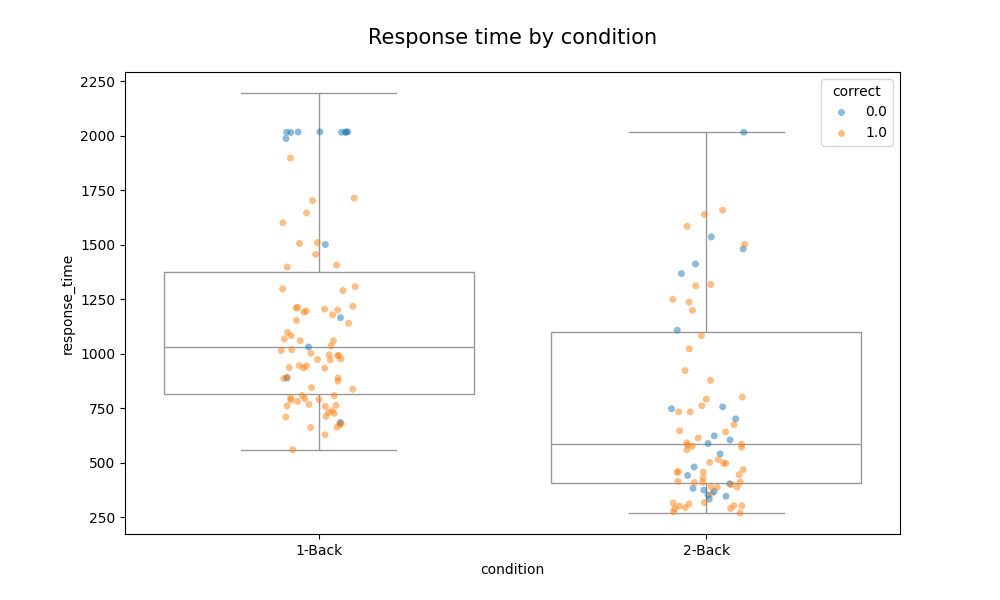 Response time by condition
correct
0.0
1.0
response_time
2250
2000
1750
1500
1250
1000
750
500
250
1-Back
2-Back
condition